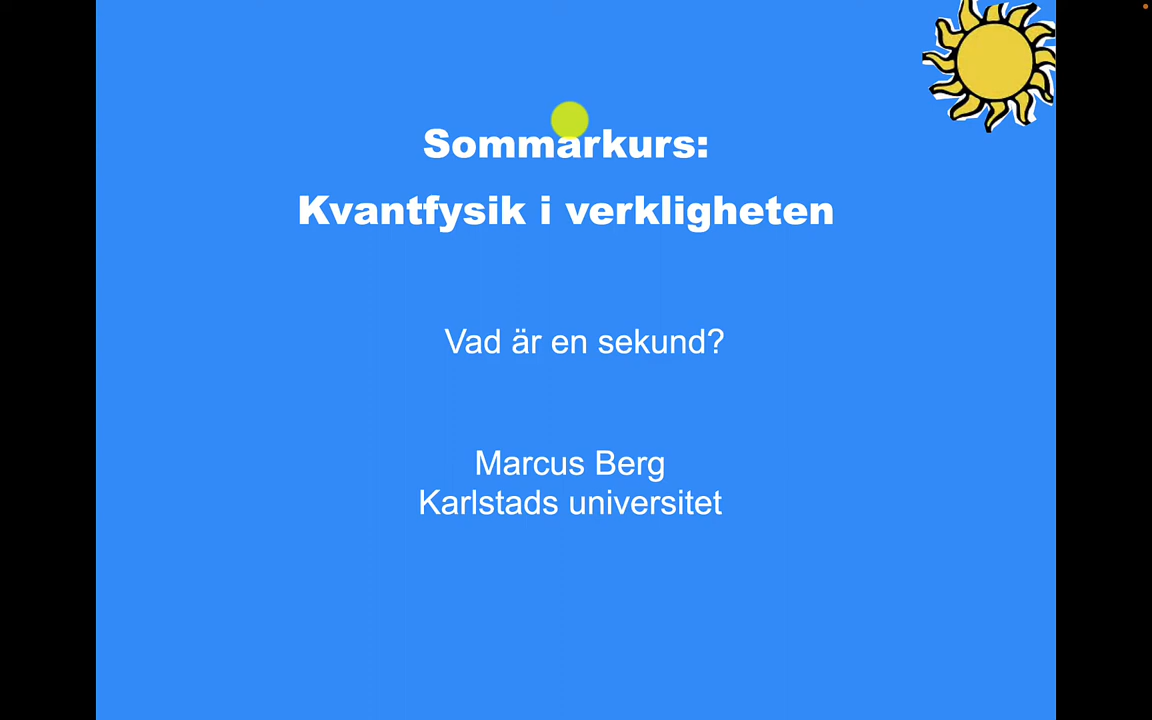 Sommarkurs:
Kvantfysik i verkligheten
Vad är en sekund?
Marcus Berg
Karlstads universitet